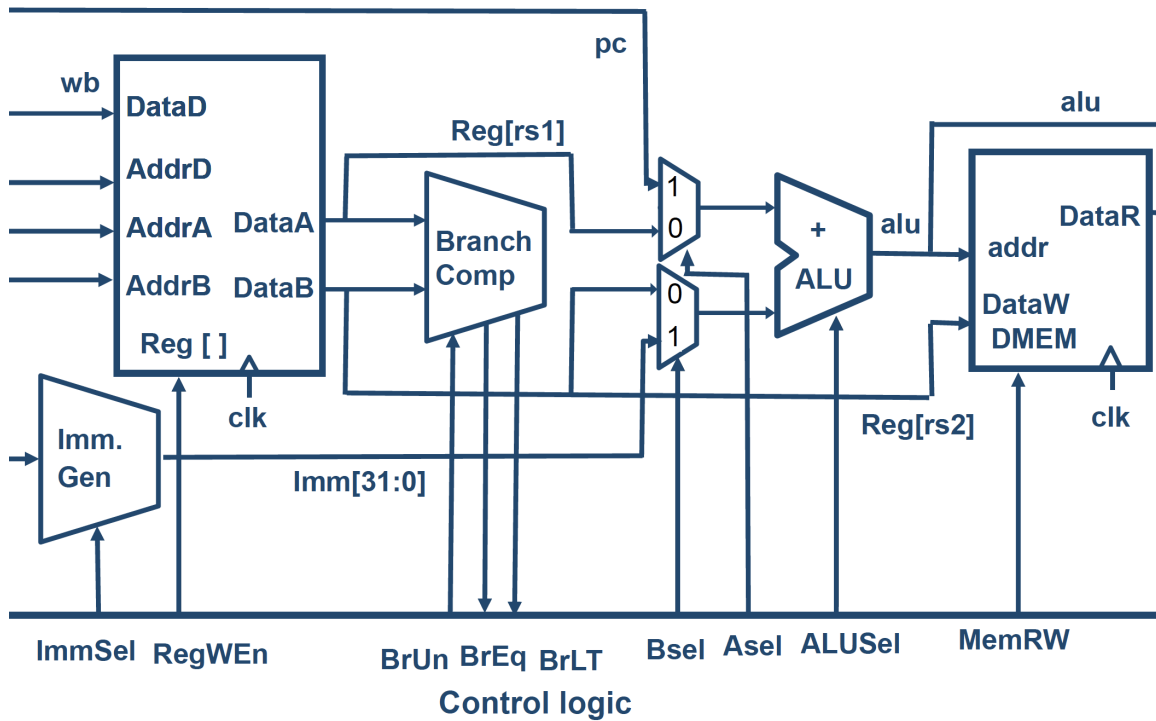 pc
wb
alu
DataD
Reg[rs1]
AddrD
1
DataA
DataR
AddrA
0
+
alu
Branch
Comp
addr
AddrB
DataB
0
ALU
DataW
1
DMEM
Reg [ ]
clk
clk
Reg[rs2]
Imm.
Gen
Imm[31:0]
ImmSel
RegWEn
BrUn
BrEq
BrLT
Bsel
Asel
ALUSel
MemRW
Control logic